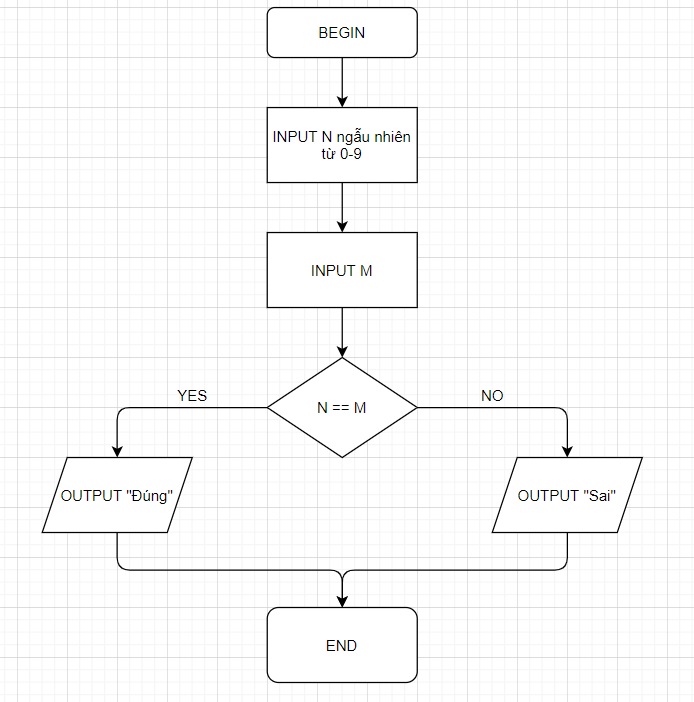 BEGIN
INPUT N ngẫu nhiên
từ 0-9
INPUT M
N == M
YES
NO
OUTPUT "Đúng"
OUTPUT "Sai"
END